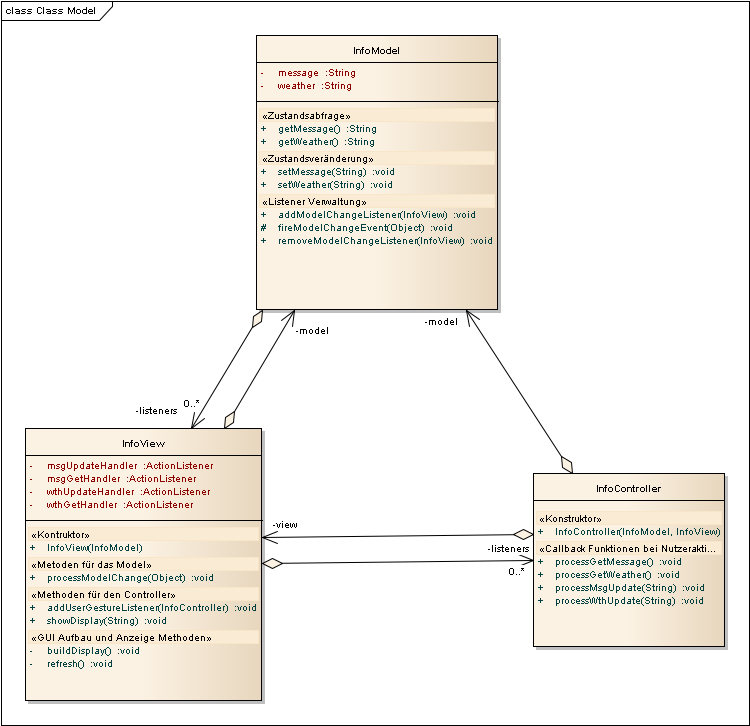 class Class Model
InfoModel
- message :String
- weather :String
«Zustandsabfrage»
+ getMessage() :String
+ getWeather() :String
«Zustandsveränderung»
+ setMessage(String) :void
+ setWeather(String) :void
«Listener Verwaltung»
+ addModelChangeListener(InfoView) :void
# fireModelChangeEvent(Object) :void
+ removeModelChangeListener(InfoView) :void
-model
-model
-listeners 0..*
InfoView
- msgUpdateHandler :ActionListener
- msgGetHandler :ActionListener
- wthUpdateHandler :ActionListener
- wthGetHandler :ActionListener
«Kontruktor»
+ InfoView(InfoModel)
«Metoden für das Model»
+ processModelChange(Object) :void
«Methoden für den Controller»
+ addUserGestureListener(InfoController) :void
+ showDisplay(String) :void
«GUI Aufbau und Anzeige Methoden»
- buildDisplay() :void
- refresh() :void
-view
-listeners
0..*
InfoController
«Konstruktor»
+ InfoController(InfoModel, InfoView)
«Callback Funktionen bei Nutzerakti...
+ processGetMessage() :void
+ processGetWeather() :void
+ processMsgUpdate(String) :void
+ processWthUpdate(String) :void